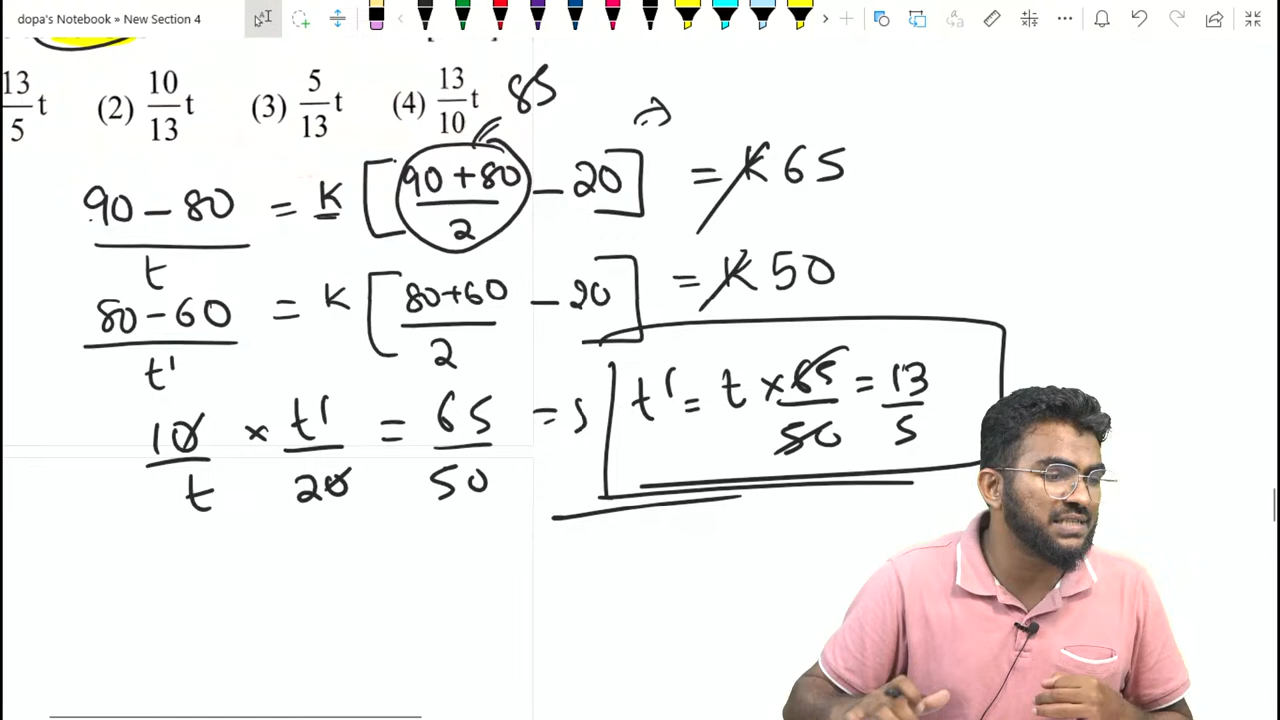 dopa's Notebook » New Section 4
13/5 t (2) 10/13 t (3) 5/13 t (4) 13/10 t 85
(90 - 80)/t = K [(90 + 80)/2 - 20] = K 65
(80 - 60)/t' = K [(80 + 60)/2 - 20] = K 50
10/t × t'/20 = 65/50 = 5
t' = t × 65/50 = 13/5